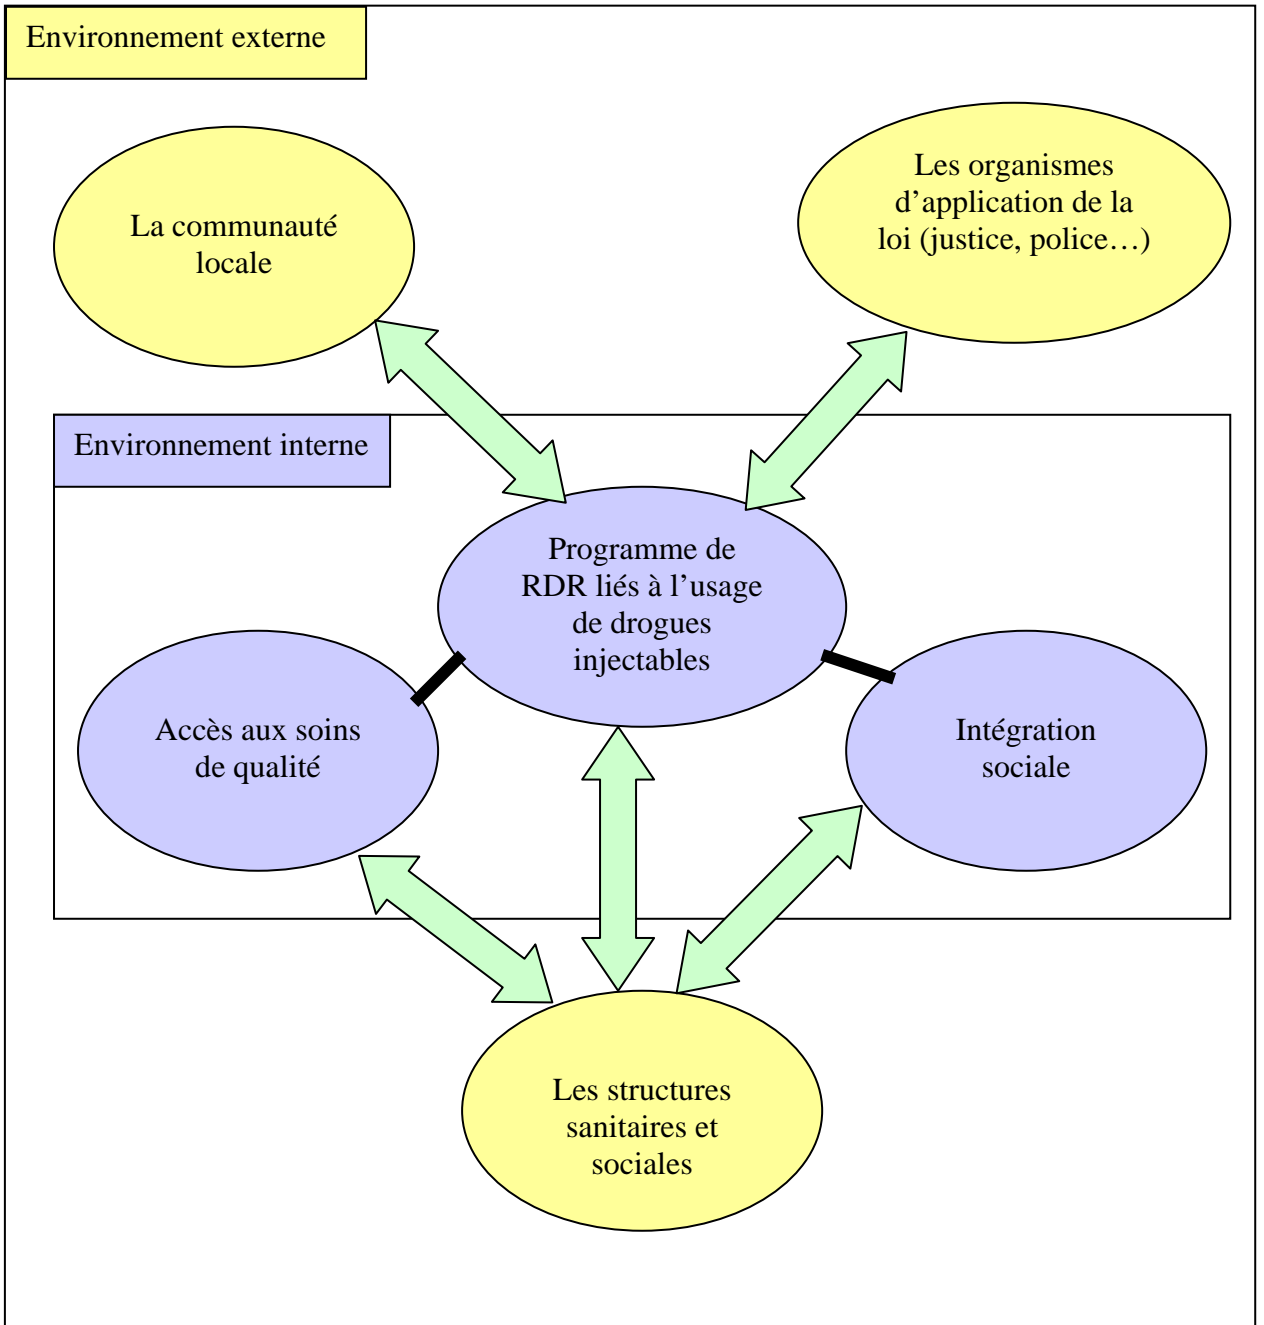 Environnement externe
La communauté
locale
Les organismes
d’application de la
loi (justice, police…)
Environnement interne
Programme de
RDR liés à l’usage
de drogues
injectables
Accès aux soins
de qualité
Intégration
sociale
Les structures
sanitaires et
sociales